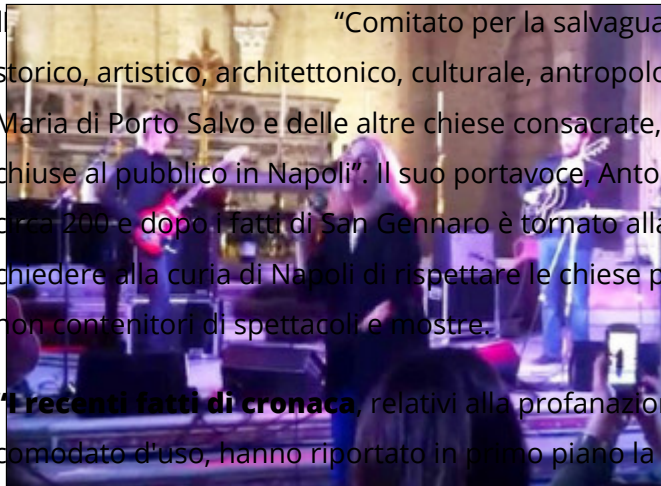 “Comitato per la salvagua
storico, artistico, architettonico, culturale, antropolo
Maria di Porto Salvo e delle altre chiese consacrate,
chiuse al pubblico in Napoli”. Il suo portavoce, Anto
circa 200 e dopo i fatti di San Gennaro è tornato alla
chiedere alla curia di Napoli di rispettare le chiese p
non contenitori di spettacoli e mostre.
“I recenti fatti di cronaca, relativi alla profanazion
comodato d'uso, hanno riportato in primo piano la